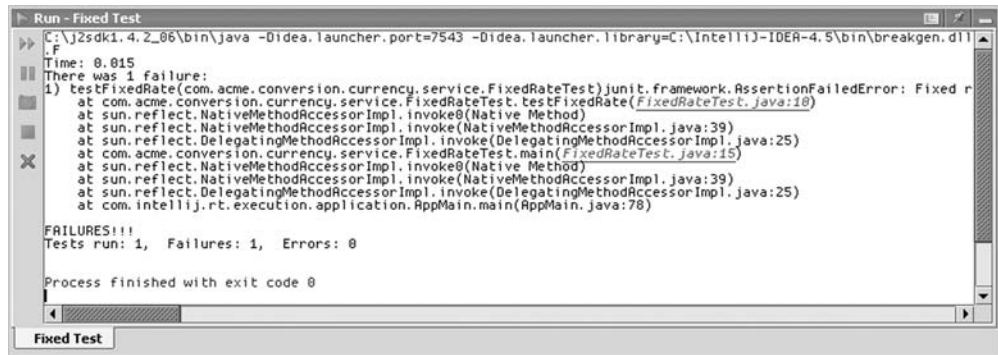 Run - Fixed Test
C:\j2sdk1.4.2_06\bin\java -Didea.launcher.port=7543 -Didea.launcher.library=C:\IntelliJ-IDEA-4.5\bin\breakgen.dll
.F
Time: 0.015
There was 1 failure:
1) testFixedRate(com.acme.conversion.currency.service.FixedRateTest)junit.framework.AssertionFailedError: Fixed r
at com.acme.conversion.currency.service.FixedRateTest.testFixedRate(FixedRateTest.java:10)
at sun.reflect.NativeMethodAccessorImpl.invoke0(Native Method)
at sun.reflect.NativeMethodAccessorImpl.invoke(NativeMethodAccessorImpl.java:39)
at sun.reflect.DelegatingMethodAccessorImpl.invoke(DelegatingMethodAccessorImpl.java:25)
at com.acme.conversion.currency.service.FixedRateTest.main(FixedRateTest.java:15)
at sun.reflect.NativeMethodAccessorImpl.invoke0(Native Method)
at sun.reflect.NativeMethodAccessorImpl.invoke(NativeMethodAccessorImpl.java:39)
at sun.reflect.DelegatingMethodAccessorImpl.invoke(DelegatingMethodAccessorImpl.java:25)
at com.intellij.rt.execution.application.AppMain.main(AppMain.java:78)
FAILURES!!!
Tests run: 1,  Failures: 1,  Errors: 0
Process finished with exit code 0
Fixed Test